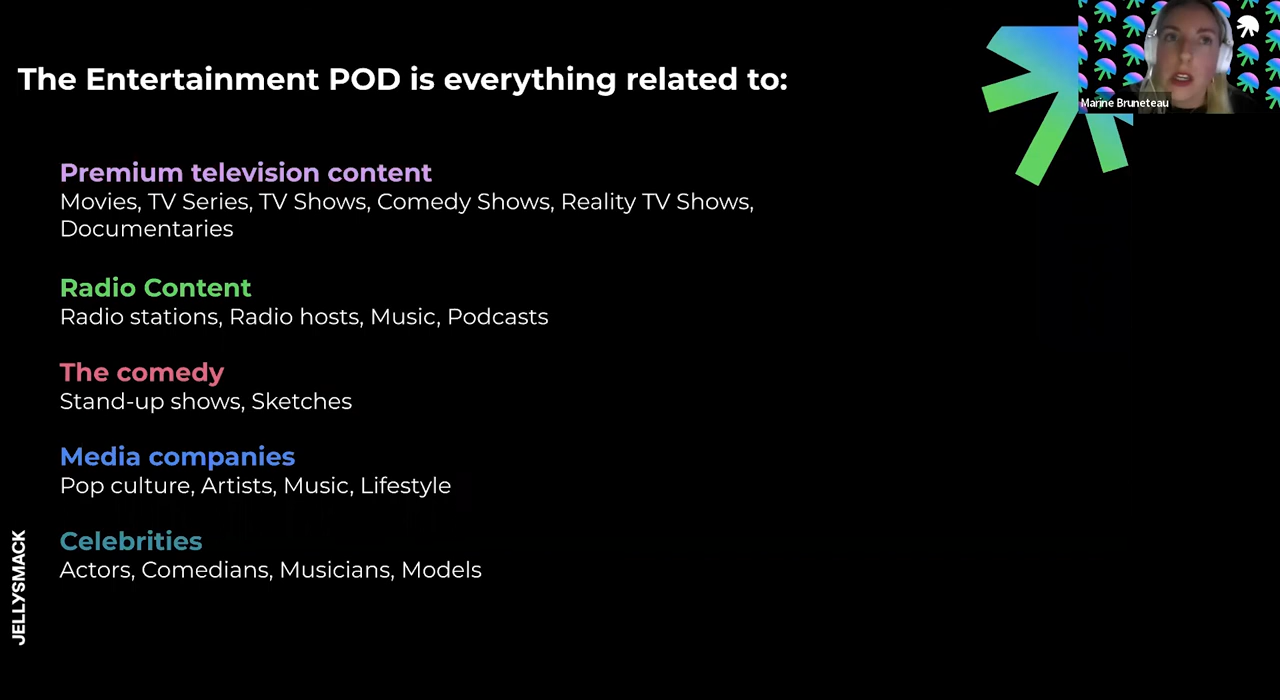 The Entertainment POD is everything related to:
Marine Bruneteau
Premium television content
Movies, TV Series, TV Shows, Comedy Shows, Reality TV Shows,
Documentaries
Radio Content
Radio stations, Radio hosts, Music, Podcasts
The comedy
Stand-up shows, Sketches
Media companies
Pop culture, Artists, Music, Lifestyle
Celebrities
Actors, Comedians, Musicians, Models
JELLYSMACK